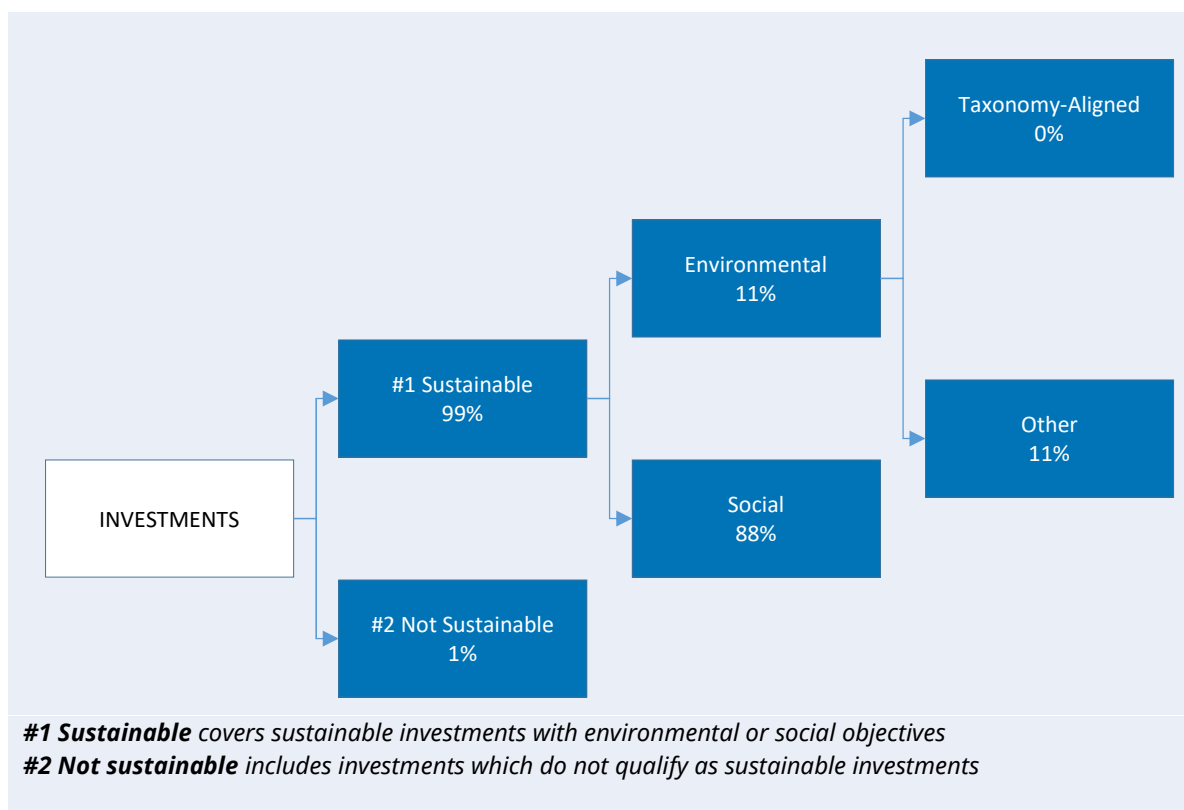 Taxonomy-Aligned
0%
Environmental
11%
#1 Sustainable
99%
Other
11%
INVESTMENTS
Social
88%
#2 Not Sustainable
1%
#1 Sustainable covers sustainable investments with environmental or social objectives
#2 Not sustainable includes investments which do not qualify as sustainable investments